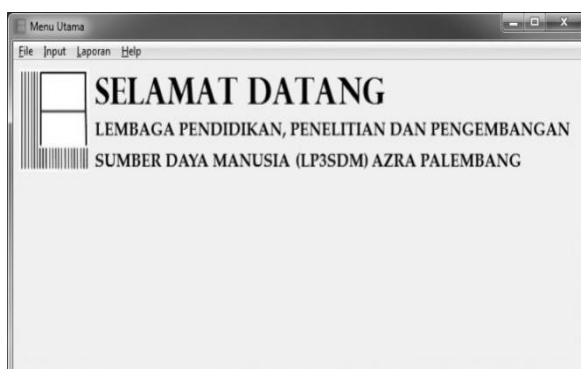 Menu Utama
File Input Laporan Help
SELAMAT DATANG
LEMBAGA PENDIDIKAN, PENELITIAN DAN PENGEMBANGAN
SUMBER DAYA MANUSIA (LP3SDM) AZRA PALEMBANG